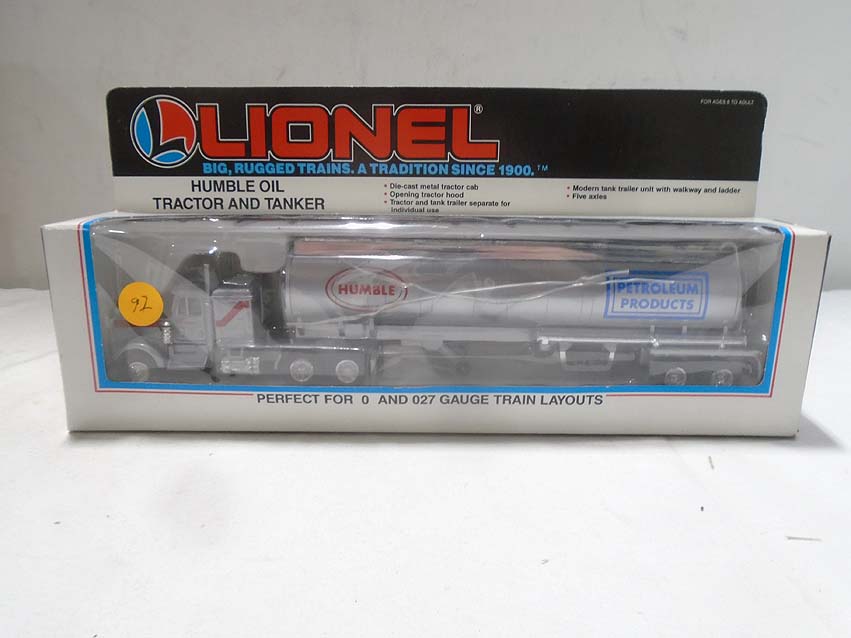 FOR AGES 8 TO ADULT
LIONEL®
BIG, RUGGED TRAINS. A TRADITION SINCE 1900.™
HUMBLE OIL
TRACTOR AND TANKER
• Die-cast metal tractor cab
• Opening tractor hood
• Tractor and tank trailer separate for
individual use
• Modern tank trailer unit with walkway and ladder
• Five axles
92
HUMBLE
PETROLEUM
PRODUCTS
PERFECT FOR 0 AND 027 GAUGE TRAIN LAYOUTS